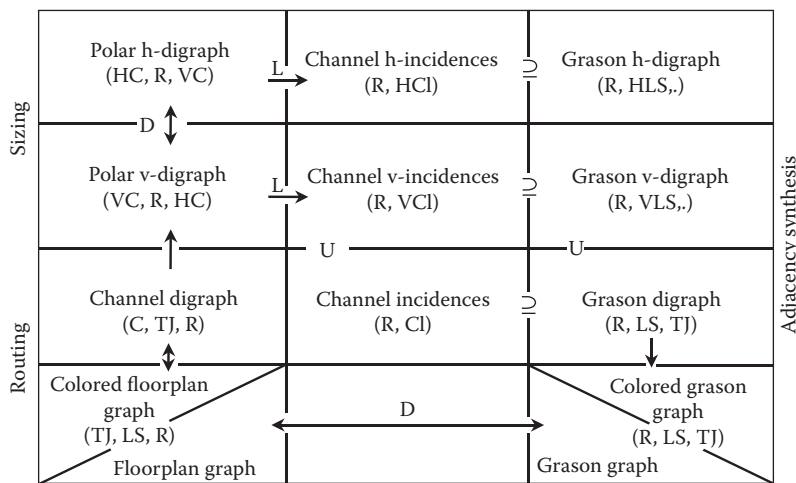 Polar h-digraph
(HC, R, VC)
L
Channel h-incidences
(R, HCl)
⊇
Grason h-digraph
(R, HLS,.)
Sizing
D
Polar v-digraph
(VC, R, HC)
L
Channel v-incidences
(R, VCl)
⊇
Grason v-digraph
(R, VLS,.)
Adjacency synthesis
U
U
Routing
Channel digraph
(C, TJ, R)
Channel incidences
(R, Cl)
⊇
Grason digraph
(R, LS, TJ)
Colored floorplan
graph
(TJ, LS, R)
Floorplan graph
D
Colored grason
graph
(R, LS, TJ)
Grason graph